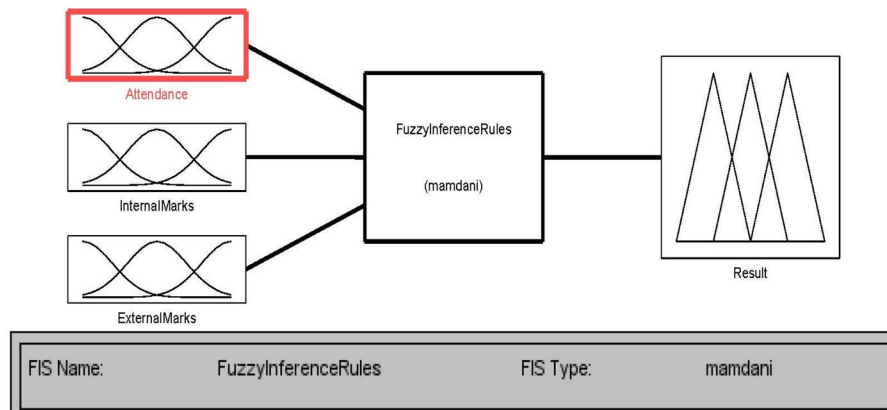 Attendance
FuzzyInferenceRules
(mamdani)
InternalMarks
ExternalMarks
Result
FIS Name: FuzzyInferenceRules FIS Type: mamdani